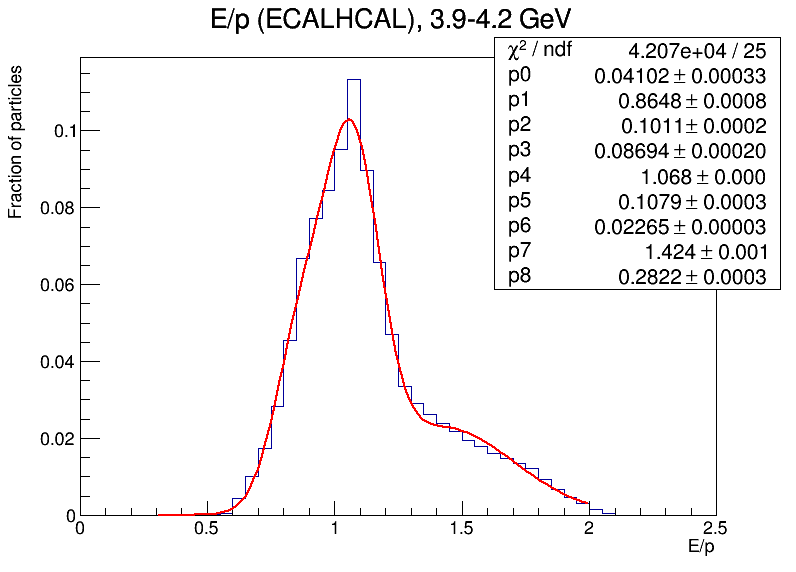 E/p (ECALHCAL), 3.9-4.2 GeV
χ² / ndf 4.207e+04 / 25
p0 0.04102 ± 0.00033
p1 0.8648 ± 0.0008
p2 0.1011 ± 0.0002
p3 0.08694 ± 0.00020
p4 1.068 ± 0.000
p5 0.1079 ± 0.0003
p6 0.02265 ± 0.00003
p7 1.424 ± 0.001
p8 0.2822 ± 0.0003
Fraction of particles
0.1
0.08
0.06
0.04
0.02
0
0 0.5 1 1.5 2 2.5
E/p